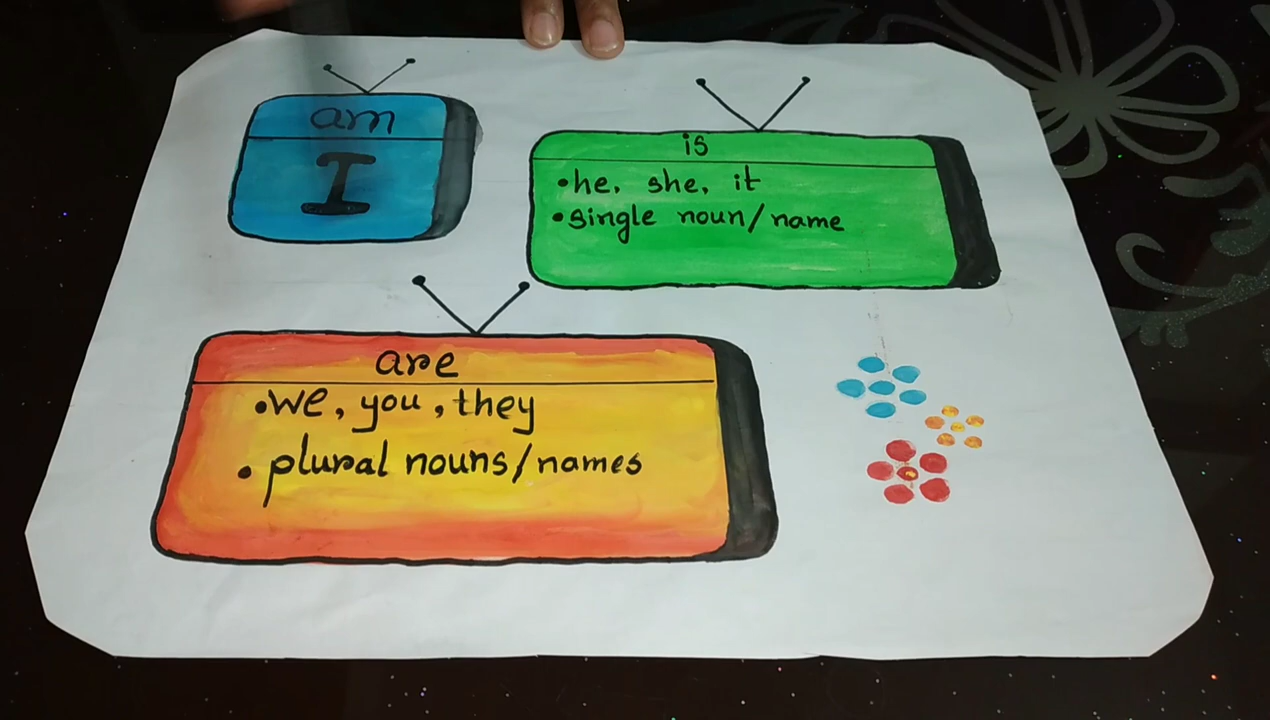 am
I
is
•he, she, it
•single noun/name
are
•we, you, they
• plural nouns/names